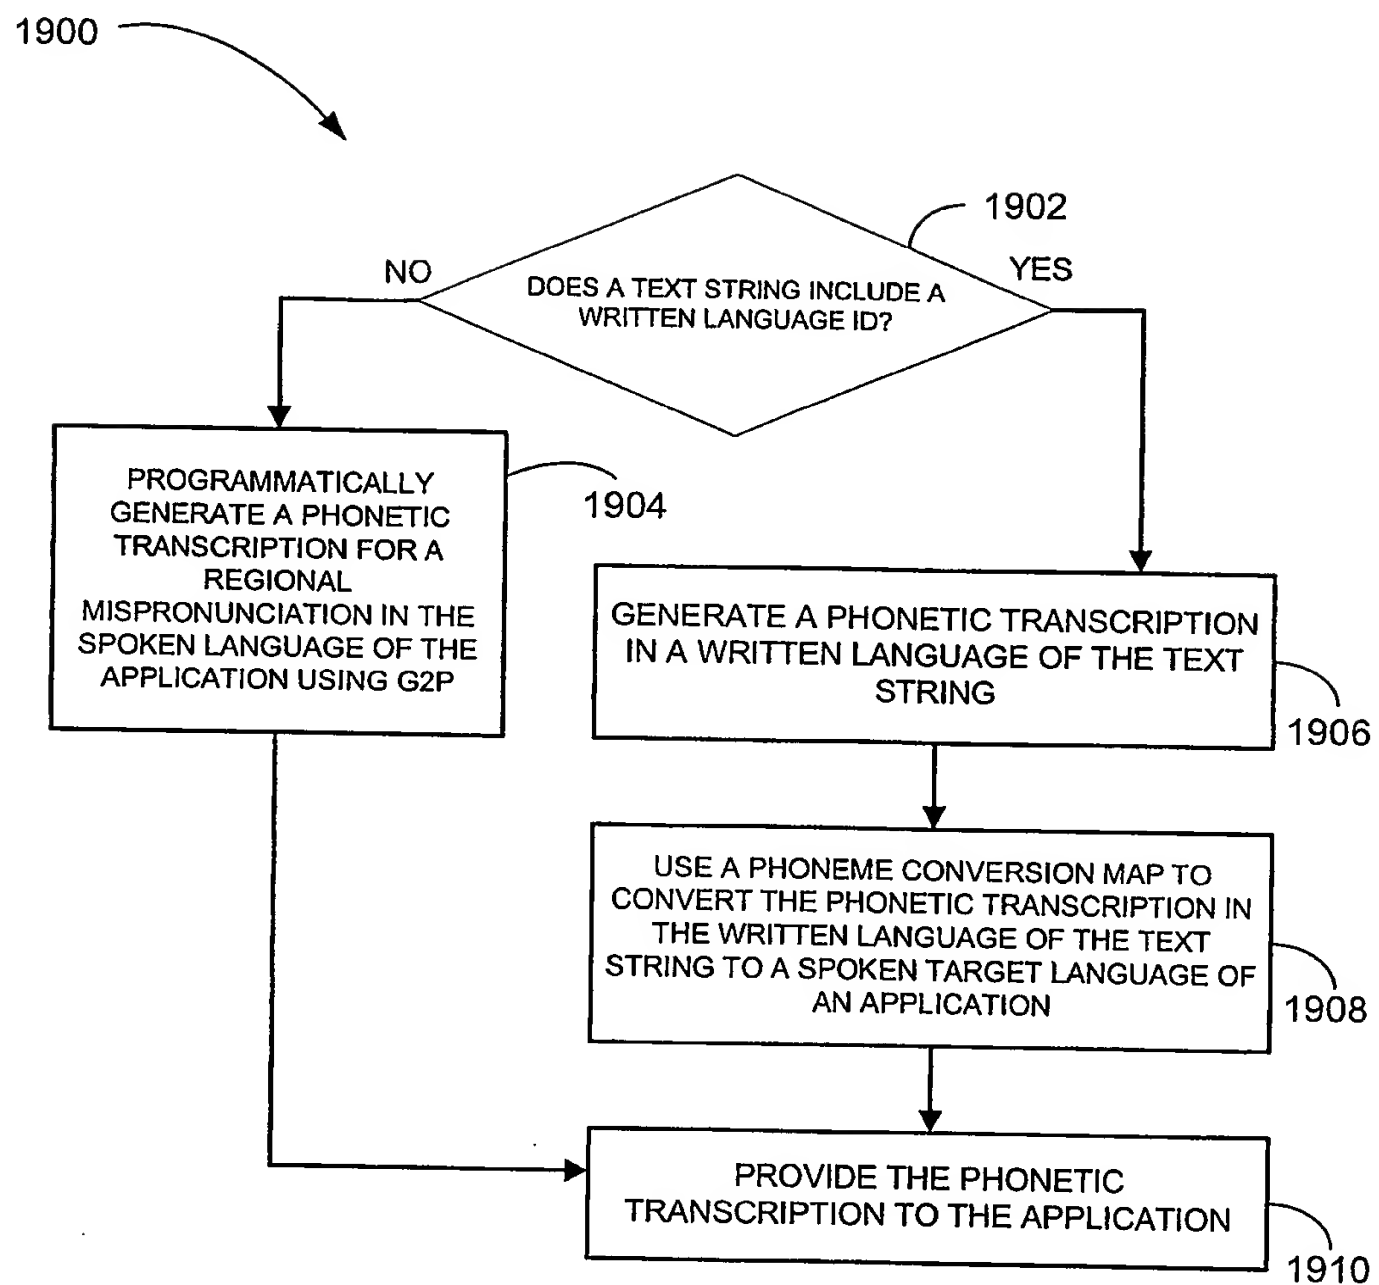 1900
1902
NO
YES
DOES A TEXT STRING INCLUDE A
WRITTEN LANGUAGE ID?
PROGRAMMATICALLY
GENERATE A PHONETIC
TRANSCRIPTION FOR A
REGIONAL
MISPRONUNCIATION IN THE
SPOKEN LANGUAGE OF THE
APPLICATION USING G2P
1904
GENERATE A PHONETIC TRANSCRIPTION
IN A WRITTEN LANGUAGE OF THE TEXT
STRING
1906
USE A PHONEME CONVERSION MAP TO
CONVERT THE PHONETIC TRANSCRIPTION IN
THE WRITTEN LANGUAGE OF THE TEXT
STRING TO A SPOKEN TARGET LANGUAGE OF
AN APPLICATION
1908
PROVIDE THE PHONETIC
TRANSCRIPTION TO THE APPLICATION
1910